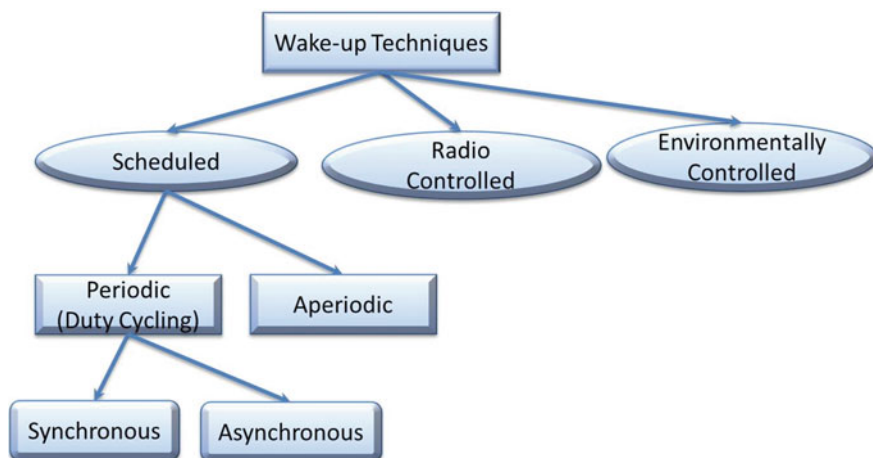 Wake-up Techniques
Scheduled
Radio
Controlled
Environmentally
Controlled
Periodic
(Duty Cycling)
Aperiodic
Synchronous
Asynchronous